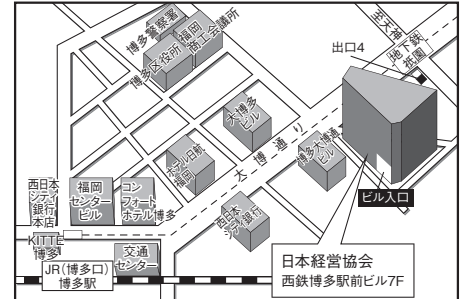 博多警察署
博多区役所
福岡
商工会議所
至天神
地下鉄
祇園
出口4
大博多
ビル
大博通り
ホテル日航
福岡
博多大博通
ビル
西日本
シティ
銀行
本店
福岡
センター
ビル
コン
フォート
ホテル博多
西日本
シティ銀行
ビル入口
KITTE
博多
交通
センター
JR(博多口)
博多駅
日本経営協会
西鉄博多駅前ビル7F